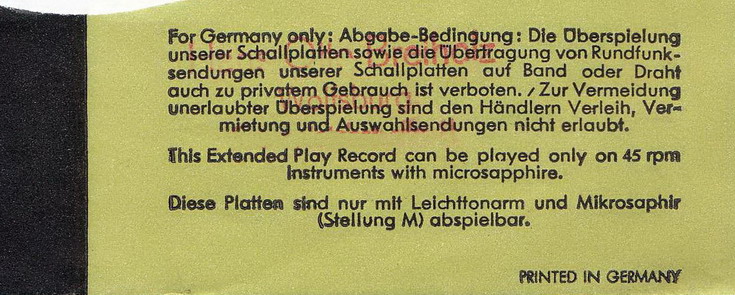 For Germany only: Abgabe-Bedingung: Die Überspielung
unserer Schallplatten sowie die Übertragung von Rundfunk-
sendungen unserer Schallplatten auf Band oder Draht
auch zu privatem Gebrauch ist verboten. / Zur Vermeidung
unerlaubter Überspielung sind den Händlern Verleih, Ver-
mietung und Auswahlsendungen nicht erlaubt.
This Extended Play Record can be played only on 45 rpm
Instruments with microsapphire.
Diese Platten sind nur mit Leichttonarm und Mikrosaphir
(Stellung M) abspielbar.
PRINTED IN GERMANY